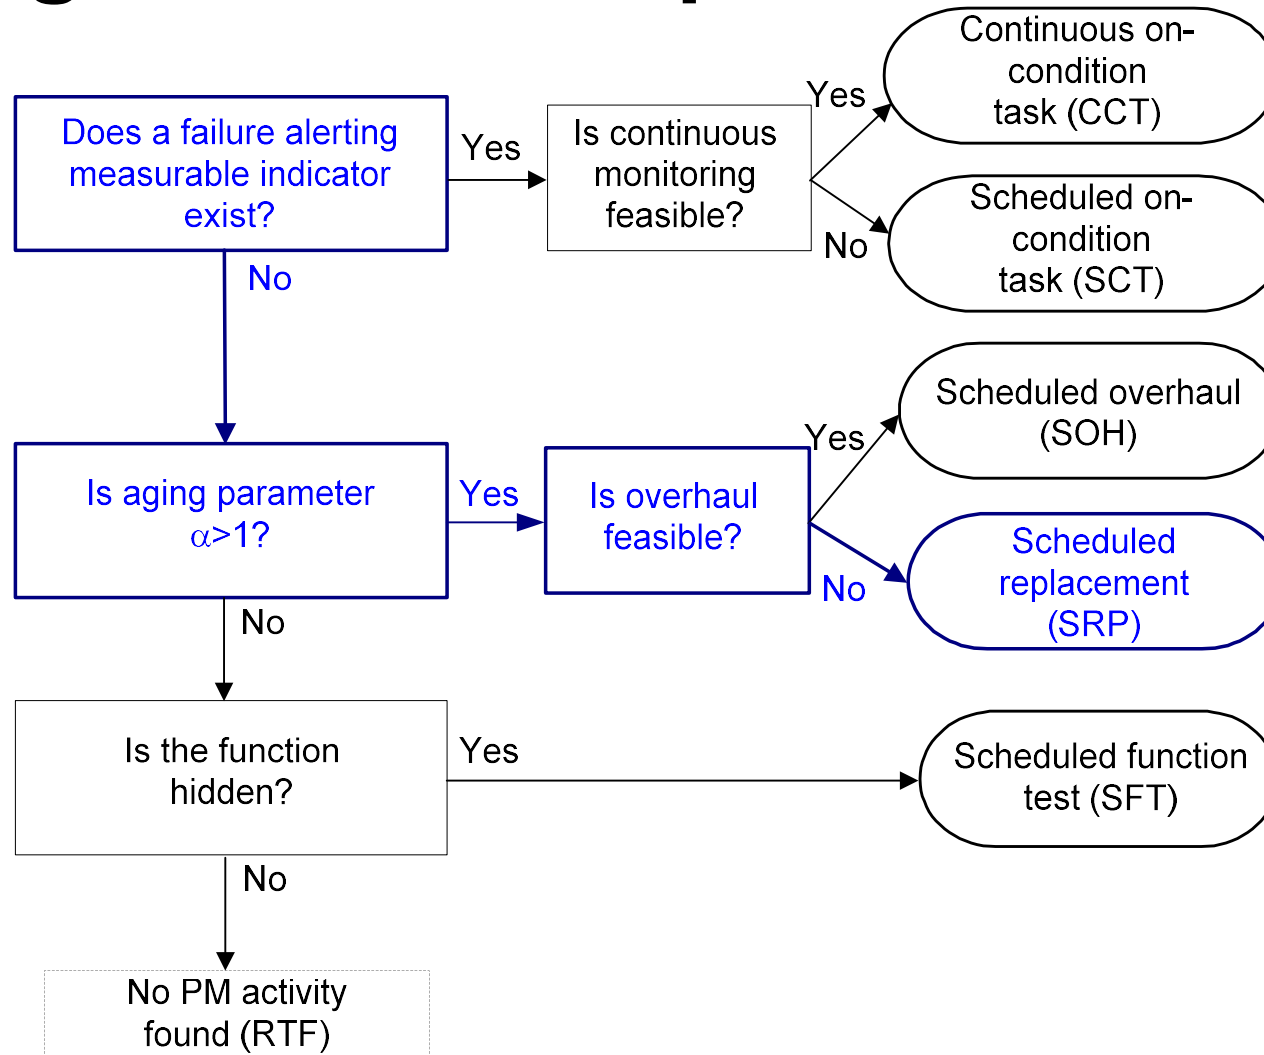 Continuous on-
condition
task (CCT)
Yes
Does a failure alerting
measurable indicator
exist?
Yes
Is continuous
monitoring
feasible?
No
Scheduled on-
condition
task (SCT)
No
Scheduled overhaul
(SOH)
Yes
Is aging parameter
α>1?
Yes
Is overhaul
feasible?
No
Scheduled
replacement
(SRP)
No
Is the function
hidden?
Yes
Scheduled function
test (SFT)
No
No PM activity
found (RTF)